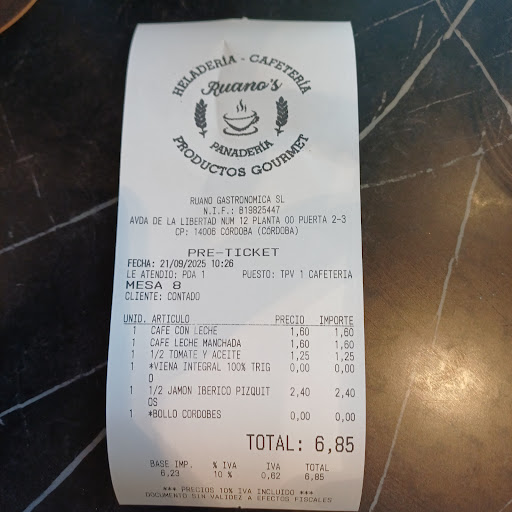 HELADERÍA - CAFETERÍA
Ruano's
PANADERÍA
PRODUCTOS GOURMET
RUANO GASTRONOMICA SL
N.I.F.: B19825447
AVDA DE LA LIBERTAD NUM 12 PLANTA 00 PUERTA 2-3
CP: 14006 CÓRDOBA (CÓRDOBA)
PRE-TICKET
FECHA: 21/09/2025 10:26
LE ATENDIO: PDA 1 PUESTO: TPV 1 CAFETERIA
MESA 8
CLIENTE: CONTADO
UNID. ARTICULO PRECIO IMPORTE
1 CAFE CON LECHE 1,60 1,60
1 CAFE LECHE MANCHADA 1,60 1,60
1 1/2 TOMATE Y ACEITE 1,25 1,25
1 *VIENA INTEGRAL 100% TRIG 0,00 0,00
O
1 1/2 JAMON IBERICO PIZQUIT 2,40 2,40
OS
1 *BOLLO CORDOBES 0,00 0,00
TOTAL: 6,85
BASE IMP. % IVA IVA TOTAL
6,23 10 % 0,62 6,85
*** PRECIOS 10% IVA INCLUIDO ***
DOCUMENTO SIN VALIDEZ A EFECTOS FISCALES